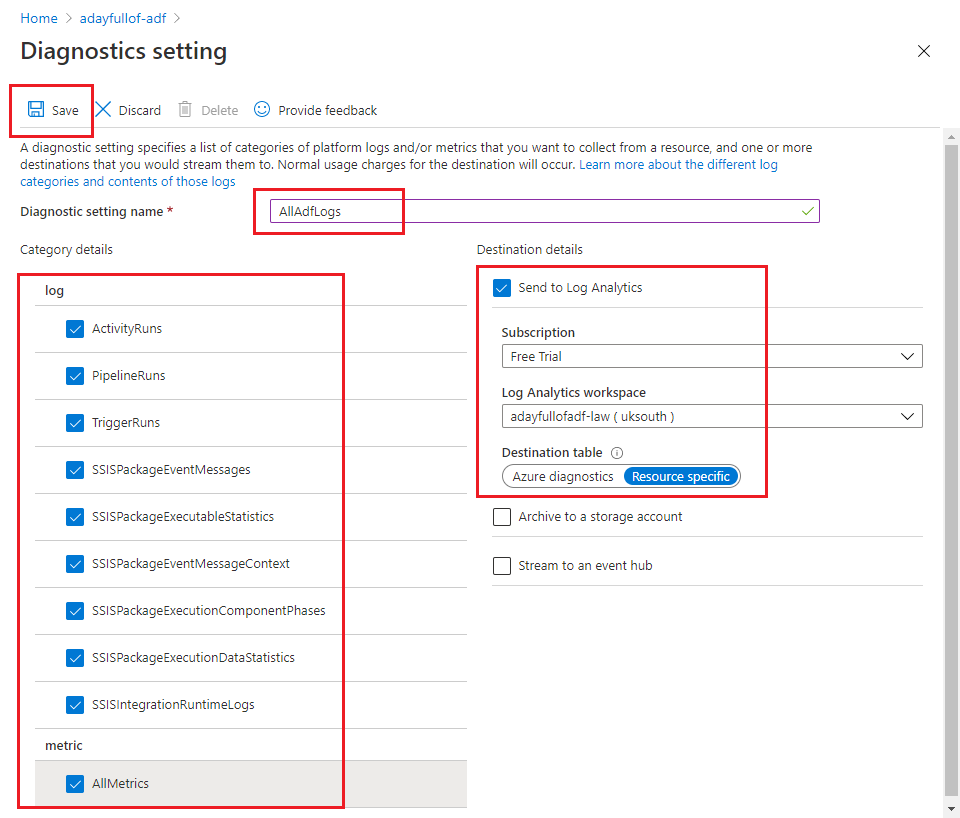 Home > adayfullof-adf >
Diagnostics setting
Save Discard Delete Provide feedback
A diagnostic setting specifies a list of categories of platform logs and/or metrics that you want to collect from a resource, and one or more
destinations that you would stream them to. Normal usage charges for the destination will occur. Learn more about the different log
categories and contents of those logs
Diagnostic setting name * AllAdfLogs
Category details
log
ActivityRuns
PipelineRuns
TriggerRuns
SSISPackageEventMessages
SSISPackageExecutableStatistics
SSISPackageEventMessageContext
SSISPackageExecutionComponentPhases
SSISPackageExecutionDataStatistics
SSISIntegrationRuntimeLogs
metric
AllMetrics
Destination details
Send to Log Analytics
Subscription
Free Trial
Log Analytics workspace
adayfullofadf-law ( uksouth )
Destination table
Azure diagnostics Resource specific
Archive to a storage account
Stream to an event hub